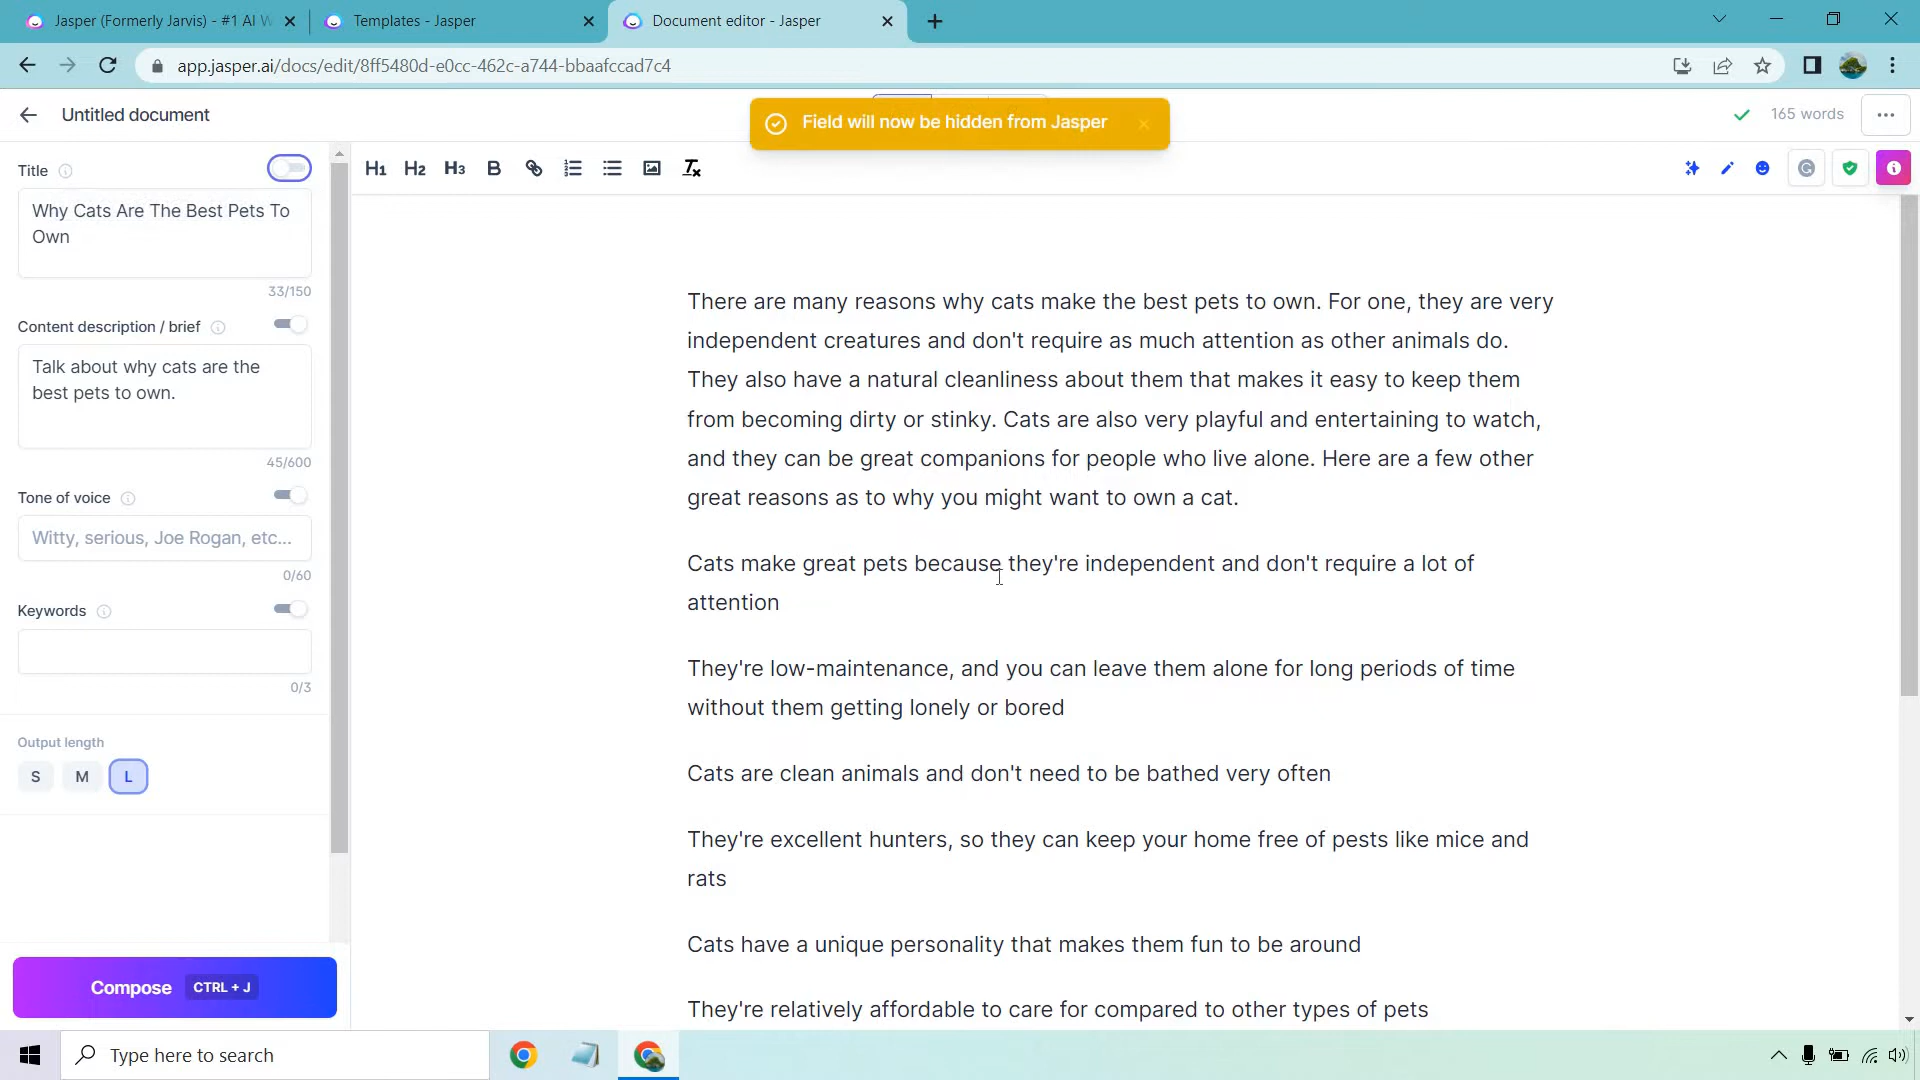 Jasper (Formerly Jarvis) - #1 AI W
Templates - Jasper
Document editor - Jasper
app.jasper.ai/docs/edit/8ff5480d-e0cc-462c-a744-bbaafccad7c4
Untitled document
Field will now be hidden from Jasper
165 words
Title
Why Cats Are The Best Pets To
Own
33/150
Content description / brief
Talk about why cats are the
best pets to own.
45/600
Tone of voice
Witty, serious, Joe Rogan, etc...
0/60
Keywords
0/3
Output length
S M L
Compose CTRL + J
H1 H2 H3 B
There are many reasons why cats make the best pets to own. For one, they are very
independent creatures and don't require as much attention as other animals do.
They also have a natural cleanliness about them that makes it easy to keep them
from becoming dirty or stinky. Cats are also very playful and entertaining to watch,
and they can be great companions for people who live alone. Here are a few other
great reasons as to why you might want to own a cat.
Cats make great pets because they're independent and don't require a lot of
attention
They're low-maintenance, and you can leave them alone for long periods of time
without them getting lonely or bored
Cats are clean animals and don't need to be bathed very often
They're excellent hunters, so they can keep your home free of pests like mice and
rats
Cats have a unique personality that makes them fun to be around
They're relatively affordable to care for compared to other types of pets
Type here to search